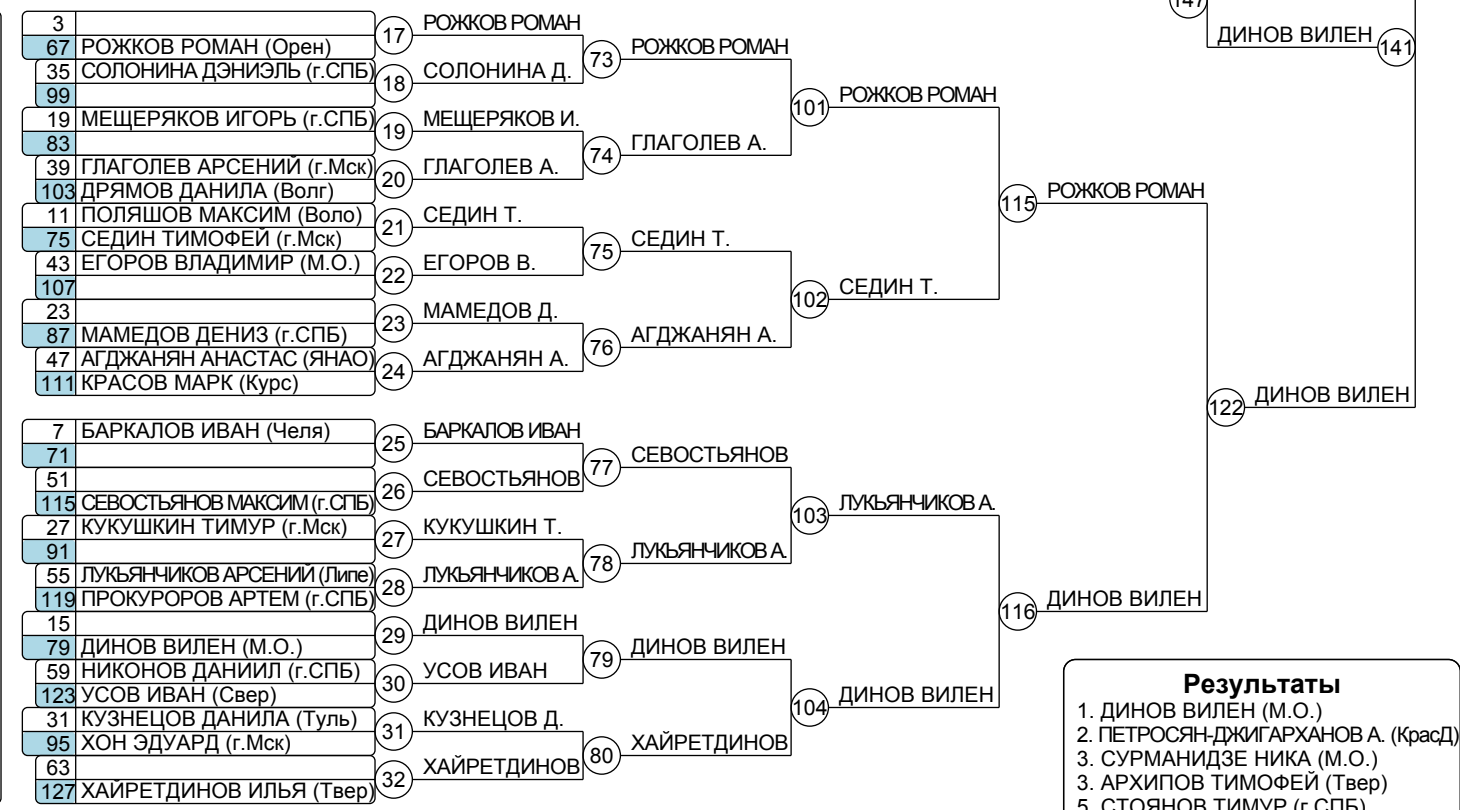 147
ДИНОВ ВИЛЕН
141
3
67 РОЖКОВ РОМАН (Орен)
17
РОЖКОВ РОМАН
35 СОЛОНИНА ДЭНИЭЛЬ (г.СПБ)
99
18
СОЛОНИНА Д.
73
РОЖКОВ РОМАН
19 МЕЩЕРЯКОВ ИГОРЬ (г.СПБ)
83
19
МЕЩЕРЯКОВ И.
39 ГЛАГОЛЕВ АРСЕНИЙ (г.Мск)
103 ДРЯМОВ ДАНИЛА (Волг)
20
ГЛАГОЛЕВ А.
74
ГЛАГОЛЕВ А.
101
РОЖКОВ РОМАН
11 ПОЛЯШОВ МАКСИМ (Воло)
75 СЕДИН ТИМОФЕЙ (г.Мск)
21
СЕДИН Т.
43 ЕГОРОВ ВЛАДИМИР (М.О.)
107
22
ЕГОРОВ В.
75
СЕДИН Т.
23
87 МАМЕДОВ ДЕНИЗ (г.СПБ)
23
МАМЕДОВ Д.
47 АГДЖАНЯН АНАСТАС (ЯНАО)
111 КРАСОВ МАРК (Курс)
24
АГДЖАНЯН А.
76
АГДЖАНЯН А.
102
СЕДИН Т.
115
РОЖКОВ РОМАН
122
ДИНОВ ВИЛЕН
7 БАРКАЛОВ ИВАН (Челя)
71
25
БАРКАЛОВ ИВАН
51
115 СЕВОСТЬЯНОВ МАКСИМ (г.СПБ)
26
СЕВОСТЬЯНОВ
77
СЕВОСТЬЯНОВ
27 КУКУШКИН ТИМУР (г.Мск)
91
27
КУКУШКИН Т.
55 ЛУКЬЯНЧИКОВ АРСЕНИЙ (Липе)
119 ПРОКУРОРОВ АРТЕМ (г.СПБ)
28
ЛУКЬЯНЧИКОВ А.
78
ЛУКЬЯНЧИКОВ А.
103
ЛУКЬЯНЧИКОВ А.
15
79 ДИНОВ ВИЛЕН (М.О.)
29
ДИНОВ ВИЛЕН
59 НИКОНОВ ДАНИИЛ (г.СПБ)
123 УСОВ ИВАН (Свер)
30
УСОВ ИВАН
79
ДИНОВ ВИЛЕН
31 КУЗНЕЦОВ ДАНИЛА (Туль)
95 ХОН ЭДУАРД (г.Мск)
31
КУЗНЕЦОВ Д.
63
127 ХАЙРЕТДИНОВ ИЛЬЯ (Твер)
32
ХАЙРЕТДИНОВ
80
ХАЙРЕТДИНОВ
104
ДИНОВ ВИЛЕН
116
ДИНОВ ВИЛЕН
Результаты
1. ДИНОВ ВИЛЕН (М.О.)
2. ПЕТРОСЯН-ДЖИГАРХАНОВ А. (КрасД)
3. СУРМАНИДЗЕ НИКА (М.О.)
3. АРХИПОВ ТИМОФЕЙ (Твер)
5. СТОЯНОВ ТИМУР (г.СПБ)